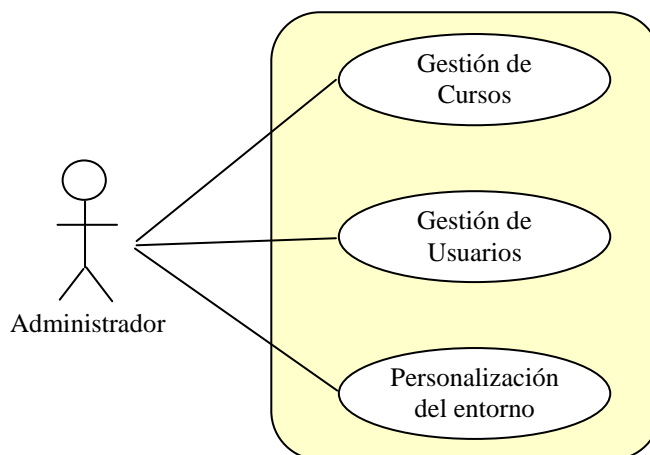 Gestión de
Cursos
Gestión de
Usuarios
Administrador
Personalización
del entorno